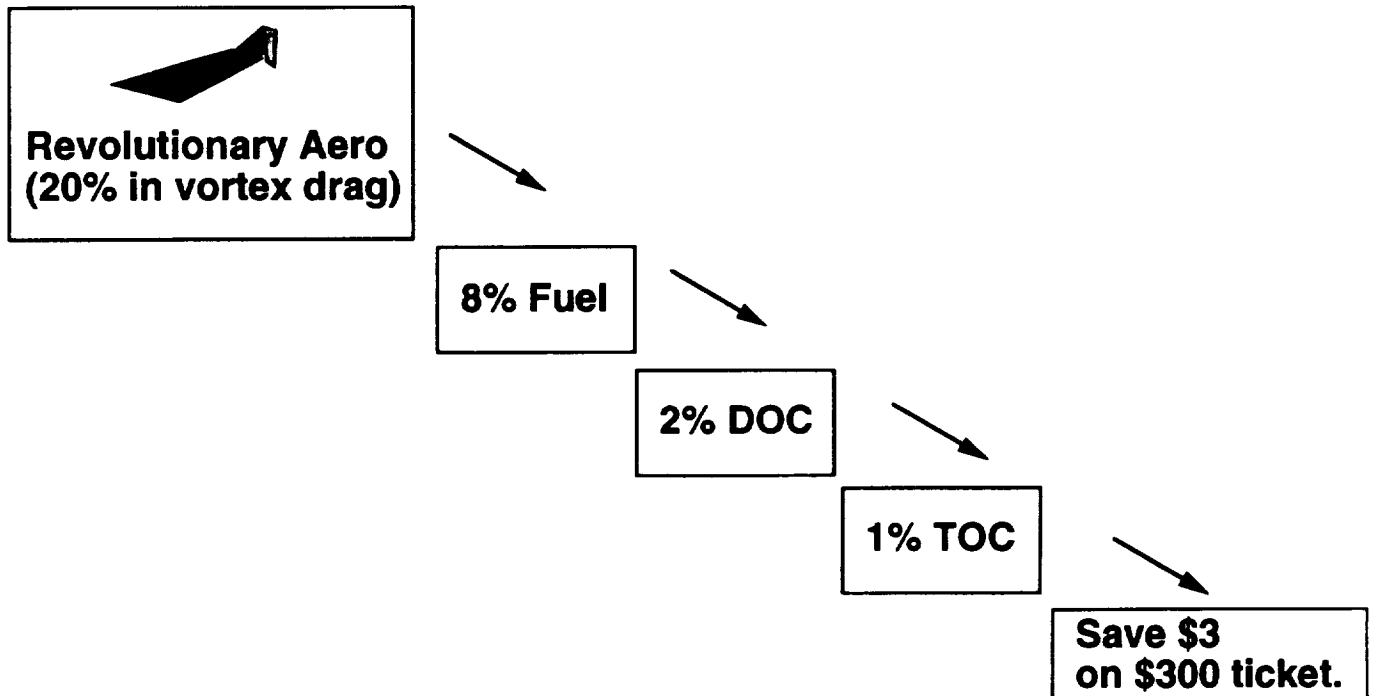 Revolutionary Aero
(20% in vortex drag)
8% Fuel
2% DOC
1% TOC
Save $3
on $300 ticket.